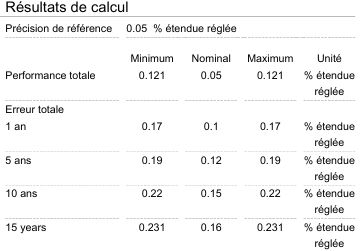 Résultats de calcul
Précision de référence 0.05 % étendue réglée
Minimum Nominal Maximum Unité
Performance totale 0.121 0.05 0.121 % étendue
réglée
Erreur totale
1 an 0.17 0.1 0.17 % étendue
réglée
5 ans 0.19 0.12 0.19 % étendue
réglée
10 ans 0.22 0.15 0.22 % étendue
réglée
15 years 0.231 0.16 0.231 % étendue
réglée